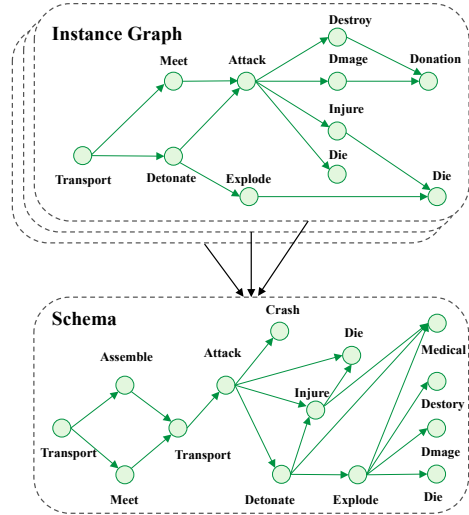 Instance Graph
Destroy
Meet
Attack
Dmage
Donation
Injure
Die
Transport
Detonate
Explode
Die
Schema
Crash
Assemble
Attack
Die
Medical
Injure
Destory
Transport
Transport
Dmage
Meet
Detonate
Explode
Die